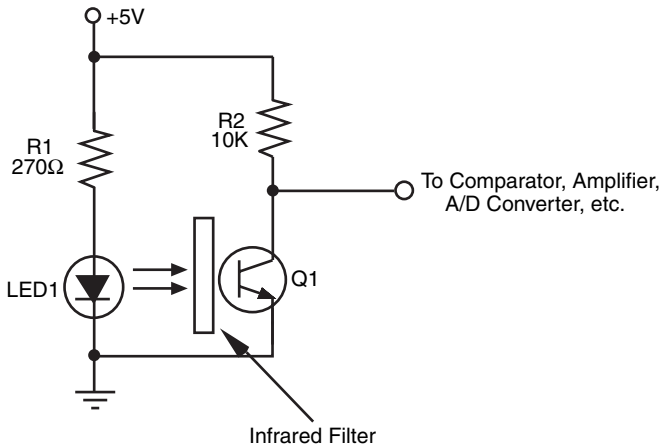 +5V
R1
270Ω
R2
10K
To Comparator, Amplifier,
A/D Converter, etc.
LED1
Q1
Infrared Filter